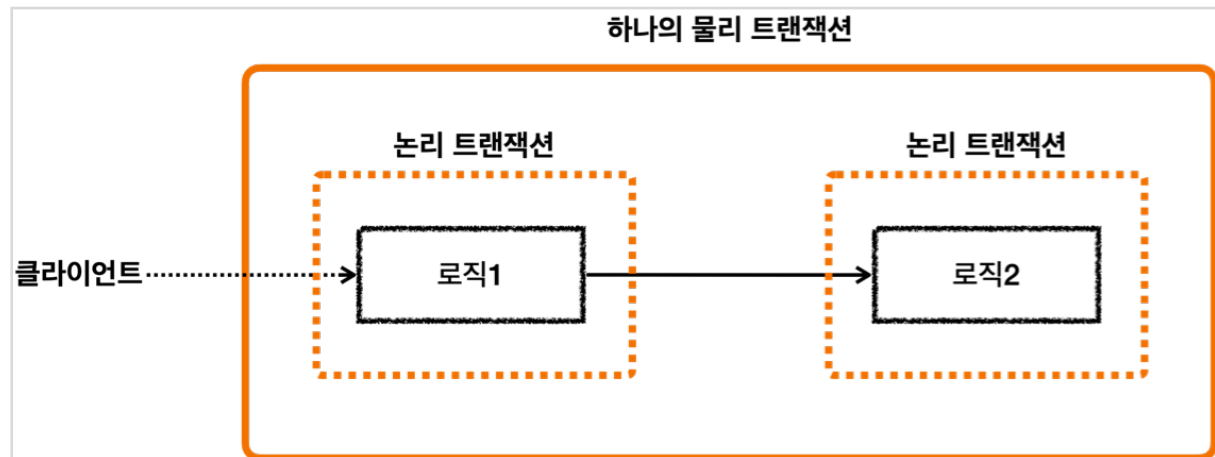 하나의 물리 트랜잭션
논리 트랜잭션
논리 트랜잭션
클라이언트
로직1
로직2